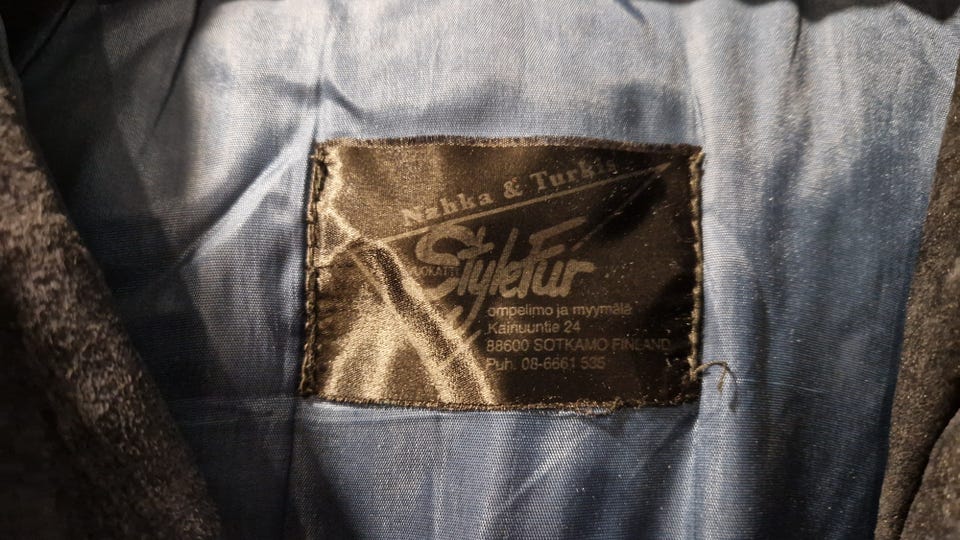 Nahka & Turkis
StyleFur
ompelimo ja myymälä
Kainuuntie 24
88600 SOTKAMO FINLAND
Puh. 08-6661 535